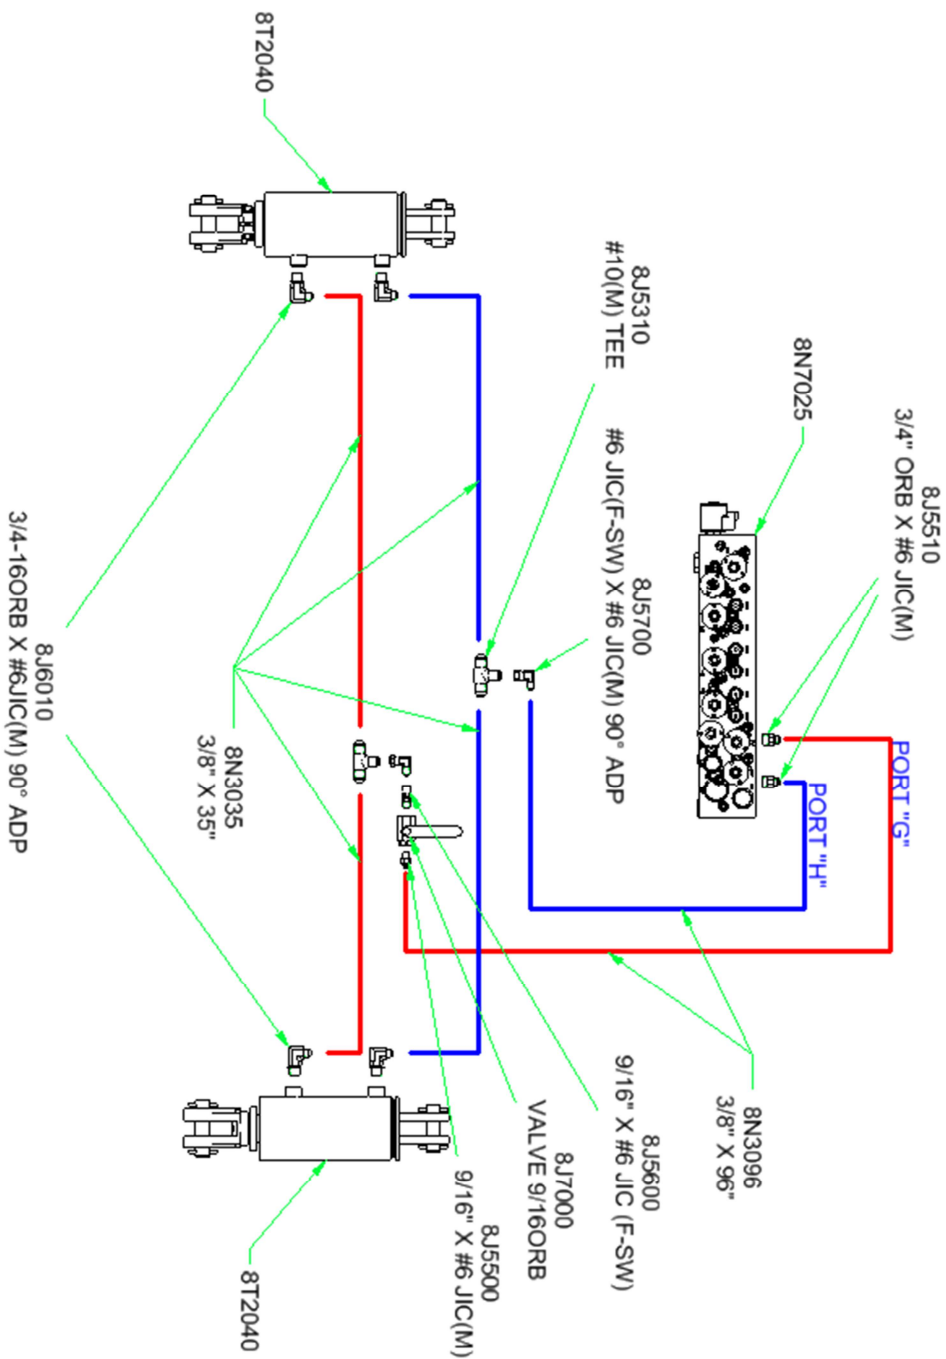 8J5510
3/4" ORB X #6 JIC(M)
8N7025
PORT "G"
PORT "H"
8N3096
3/8" X 96"
8J5310
#10(M) TEE
8J5700
#6 JIC(F-SW) X #6 JIC(M) 90° ADP
8J5600
9/16" X #6 JIC (F-SW)
8J7000
VALVE 9/16ORB
8J5500
9/16" X #6 JIC(M)
8T2040
8N3035
3/8" X 35"
8T2040
8J6010
3/4-16ORB X #6JIC(M) 90° ADP